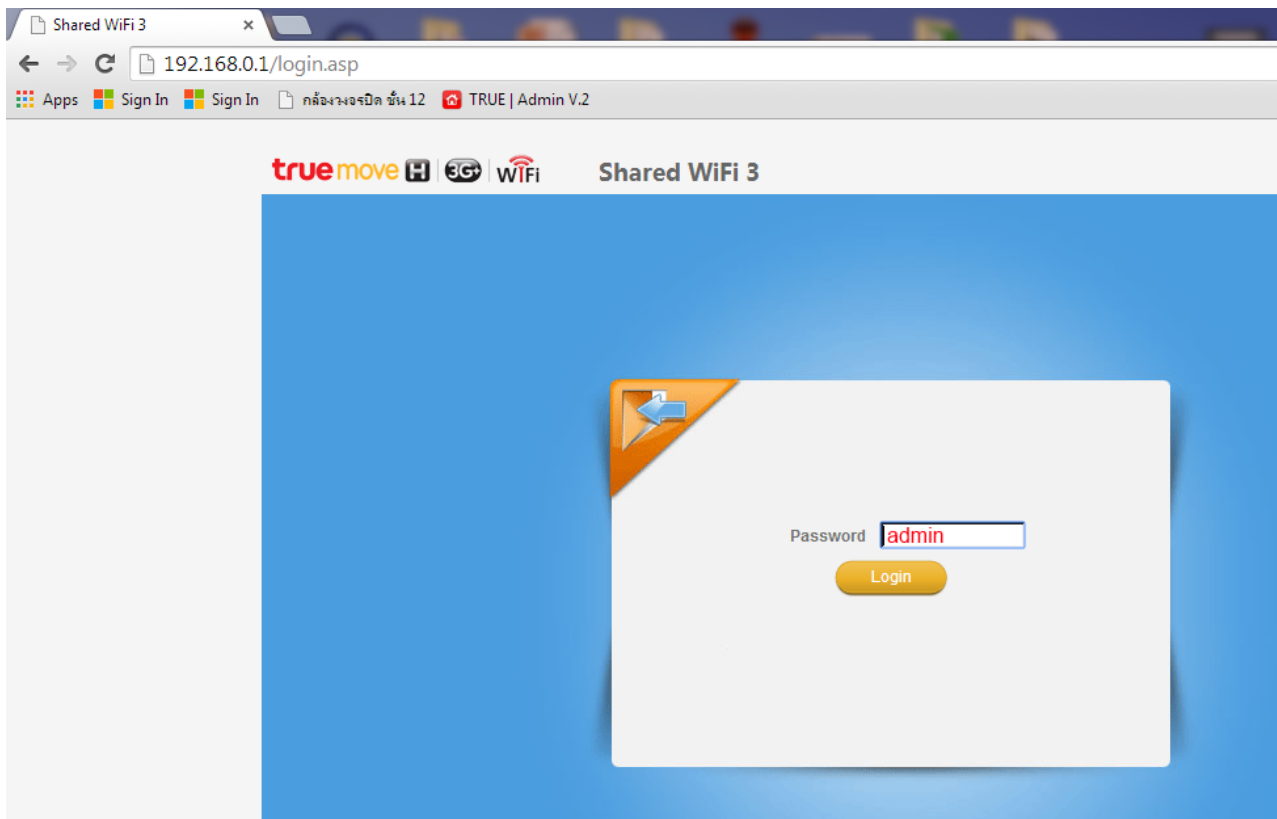 Shared WiFi 3
192.168.0.1/login.asp
Apps Sign In Sign In กล้องวงจรปิด ชั้น 12 TRUE | Admin V.2
truemove H 3G+ WiFi Shared WiFi 3
Password admin
Login